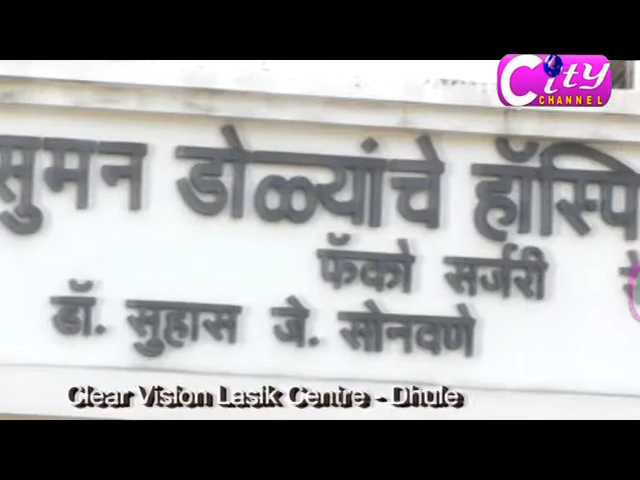 City
CHANNEL
सुमन डोळ्यांचे हॉस्पि
फॅको सर्जरी
डॉ. सुहास जे. सोनवणे
Clear Vision Lasik Centre - Dhule